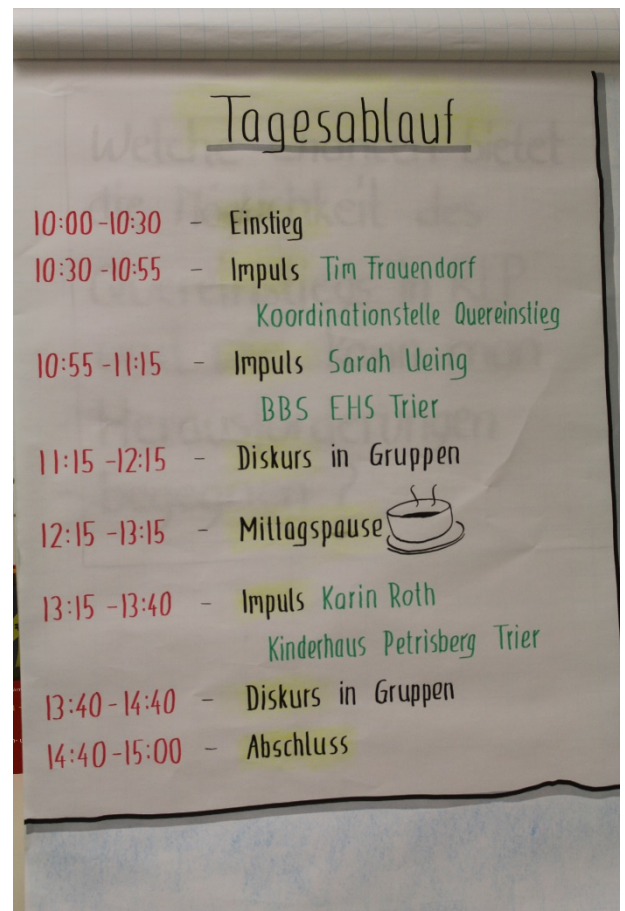 Tagesablauf
10:00-10:30 - Einstieg
10:30-10:55 - Impuls Tim Frauendorf
Koordinationstelle Quereinstieg
10:55-11:15 - Impuls Sarah Ueing
BBS EHS Trier
11:15-12:15 - Diskurs in Gruppen
12:15-13:15 - Mittagspause
13:15-13:40 - Impuls Karin Roth
Kinderhaus Petrisberg Trier
13:40-14:40 - Diskurs in Gruppen
14:40-15:00 - Abschluss